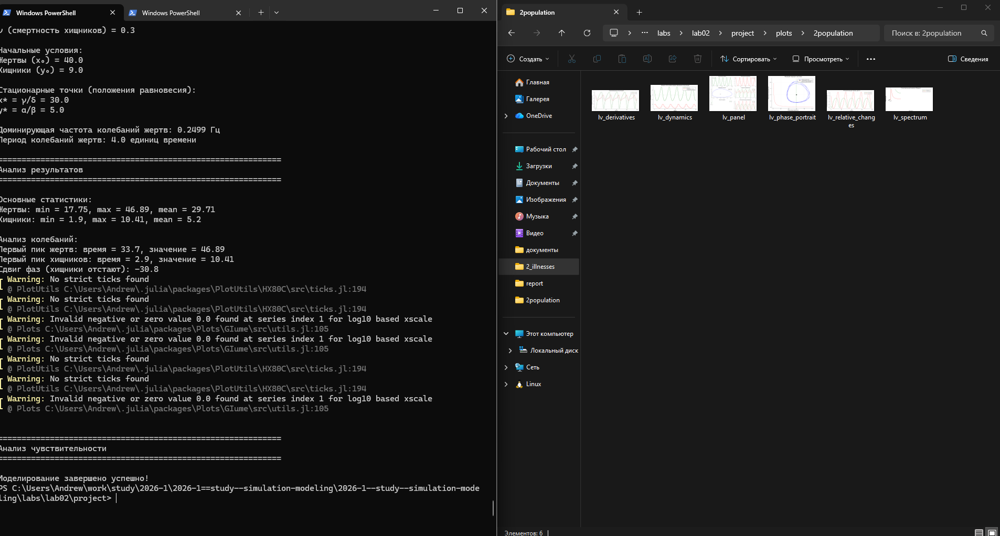 Windows PowerShell
Windows PowerShell
(смертность хищников) = 0.3
Начальные условия:
Жертвы (x₀) = 40.0
Хищники (y₀) = 9.0
Стационарные точки (положения равновесия):
x* = γ/δ = 30.0
y* = α/β = 5.0
Доминирующая частота колебаний жертв: 0.2499 Гц
Период колебаний жертв: 4.0 единиц времени
============================================================
Анализ результатов
============================================================
Основные статистики:
Жертвы: min = 17.75, max = 46.89, mean = 29.71
Хищники: min = 1.9, max = 10.41, mean = 5.2
Анализ колебаний:
Первый пик жертв: время = 33.7, значение = 46.89
Первый пик хищников: время = 2.9, значение = 10.41
Сдвиг фаз (хищники отстают): -30.8
Warning: No strict ticks found
@ PlotUtils C:\Users\Andrew\.julia\packages\PlotUtils\HX80C\src\ticks.jl:194
Warning: No strict ticks found
@ PlotUtils C:\Users\Andrew\.julia\packages\PlotUtils\HX80C\src\ticks.jl:194
Warning: Invalid negative or zero value 0.0 found at series index 1 for log10 based xscale
@ Plots C:\Users\Andrew\.julia\packages\Plots\GIume\src\utils.jl:105
Warning: Invalid negative or zero value 0.0 found at series index 1 for log10 based xscale
@ Plots C:\Users\Andrew\.julia\packages\Plots\GIume\src\utils.jl:105
Warning: No strict ticks found
@ PlotUtils C:\Users\Andrew\.julia\packages\PlotUtils\HX80C\src\ticks.jl:194
Warning: No strict ticks found
@ PlotUtils C:\Users\Andrew\.julia\packages\PlotUtils\HX80C\src\ticks.jl:194
Warning: Invalid negative or zero value 0.0 found at series index 1 for log10 based xscale
@ Plots C:\Users\Andrew\.julia\packages\Plots\GIume\src\utils.jl:105
============================================================
Анализ чувствительности
============================================================
Моделирование завершено успешно!
PS C:\Users\Andrew\work\study\2026-1\2026-1==study--simulation-modeling\2026-1--study--simulation-mode
ling\labs\lab02\project>
2population
labs
lab02
project
plots
2population
Поиск в: 2population
Создать
Сортировать
Просмотреть
Сведения
Главная
Галерея
OneDrive
Рабочий стол
Загрузки
Документы
Изображения
Музыка
Видео
документы
2_illnesses
report
2population
Этот компьютер
Локальный диск
Сеть
Linux
lv_derivatives
lv_dynamics
lv_panel
lv_phase_portrait
lv_relative_chang
es
lv_spectrum
Элементов: 6